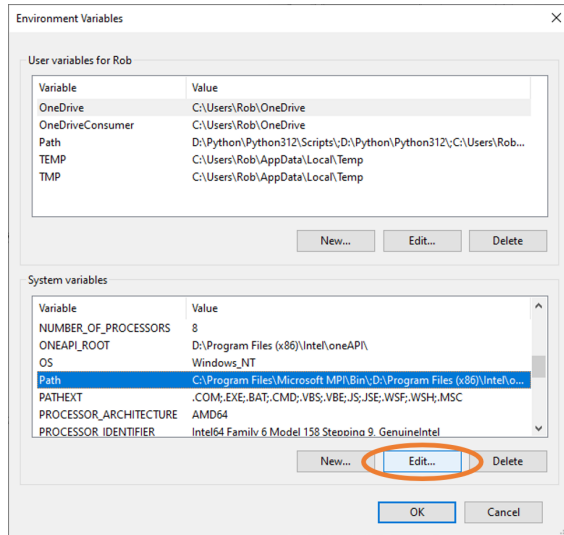 Environment Variables
User variables for Rob
Variable Value
OneDrive C:\Users\Rob\OneDrive
OneDriveConsumer C:\Users\Rob\OneDrive
Path D:\Python\Python312\Scripts\;D:\Python\Python312\;C:\Users\Rob...
TEMP C:\Users\Rob\AppData\Local\Temp
TMP C:\Users\Rob\AppData\Local\Temp
New... Edit... Delete
System variables
Variable Value
NUMBER_OF_PROCESSORS 8
ONEAPI_ROOT D:\Program Files (x86)\Intel\oneAPI\
OS Windows_NT
Path C:\Program Files\Microsoft MPI\Bin\;D:\Program Files (x86)\Intel\o...
PATHEXT .COM;.EXE;.BAT;.CMD;.VBS;.VBE;.JS;.JSE;.WSF;.WSH;.MSC
PROCESSOR_ARCHITECTURE AMD64
PROCESSOR_IDENTIFIER Intel64 Family 6 Model 158 Stepping 9, GenuineIntel
New... Edit... Delete
OK Cancel